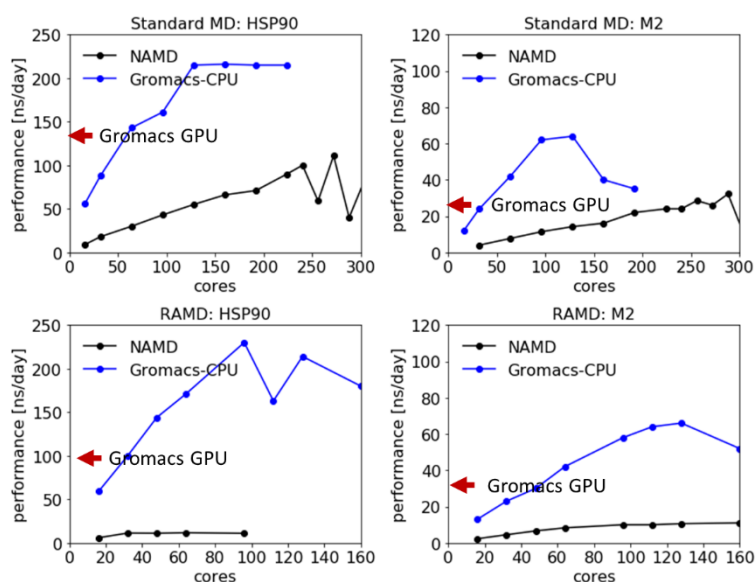 Standard MD: HSP90
performance [ns/day]
250
200
150
100
50
0
NAMD
Gromacs-CPU
Gromacs GPU
0 50 100 150 200 250 300
cores
Standard MD: M2
performance [ns/day]
120
100
80
60
40
20
0
NAMD
Gromacs-CPU
Gromacs GPU
0 50 100 150 200 250 300
cores
RAMD: HSP90
performance [ns/day]
250
200
150
100
50
0
NAMD
Gromacs-CPU
Gromacs GPU
0 20 40 60 80 100 120 140 160
cores
RAMD: M2
performance [ns/day]
120
100
80
60
40
20
0
NAMD
Gromacs-CPU
Gromacs GPU
0 20 40 60 80 100 120 140 160
cores